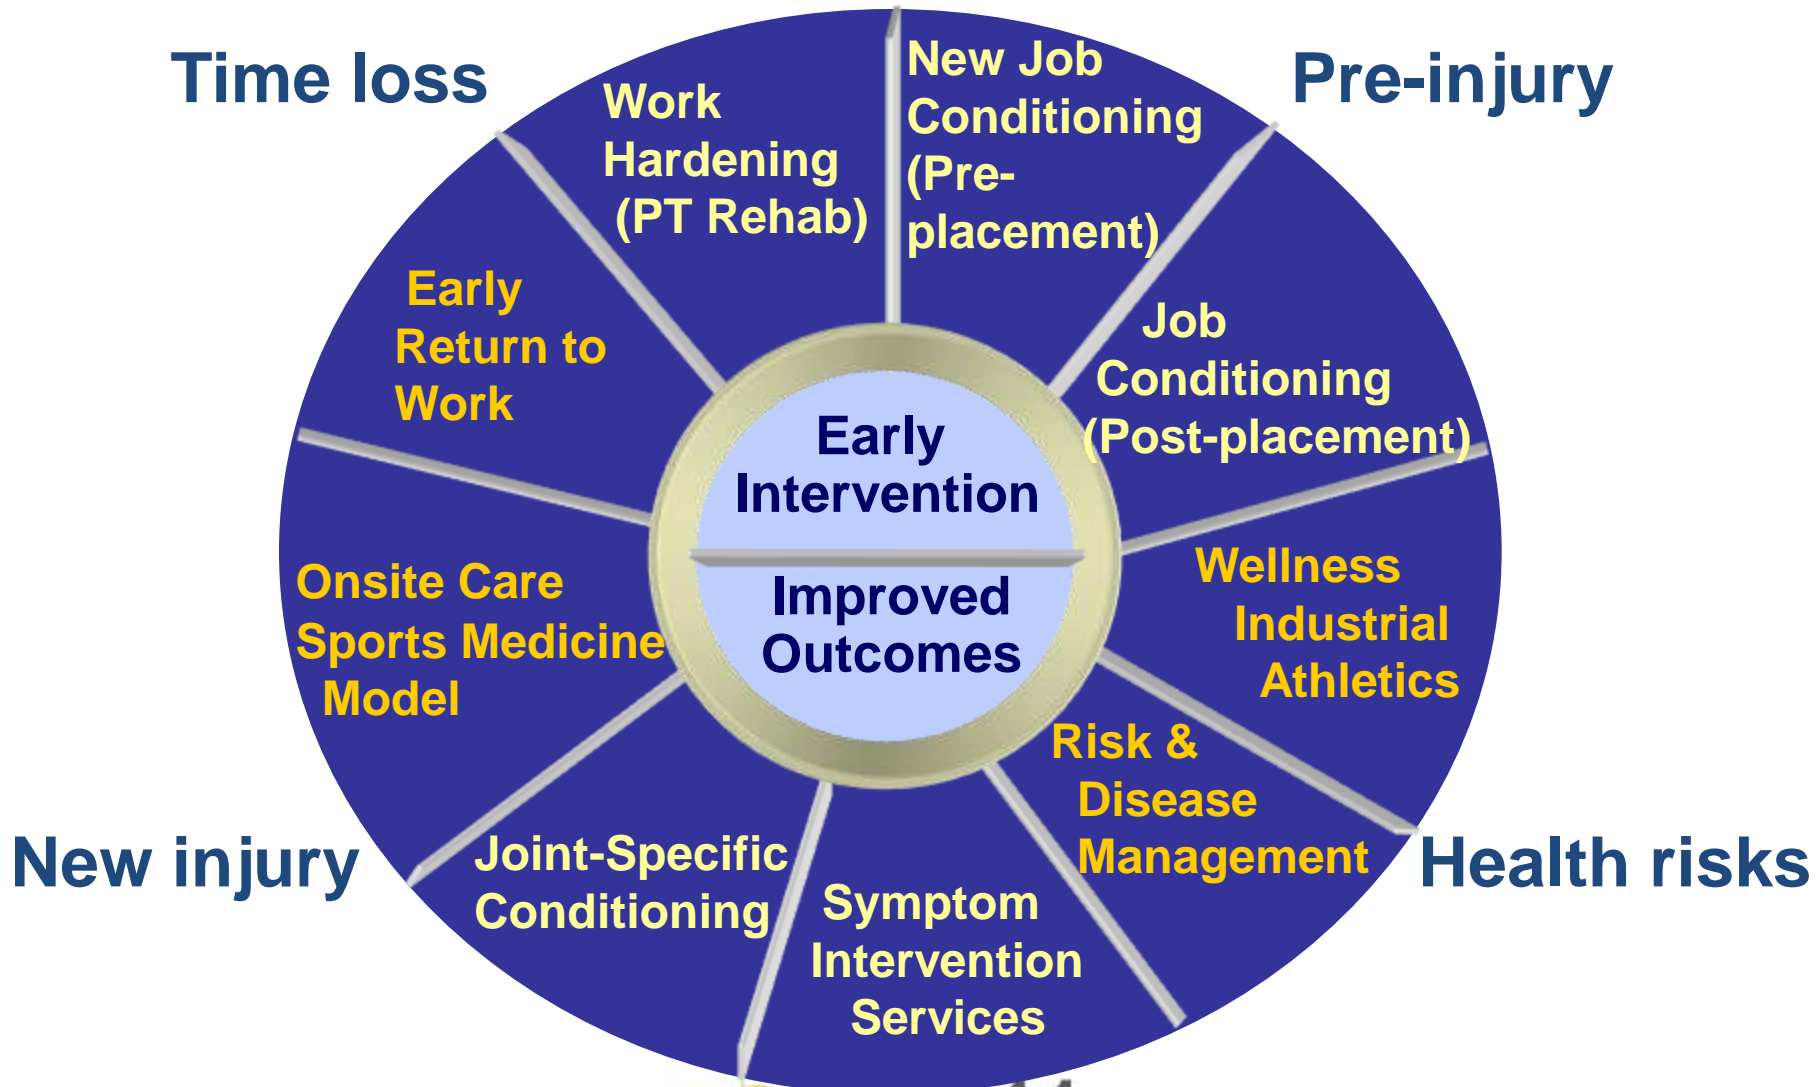 Time loss
Pre-injury
New Job
Conditioning
(Pre-
placement)
Job
Conditioning
(Post-placement)
Wellness
Industrial
Athletics
Health risks
Risk &
Disease
Management
Symptom
Intervention
Services
Joint-Specific
Conditioning
New injury
Onsite Care
Sports Medicine
Model
Early
Return to
Work
Work
Hardening
(PT Rehab)
Early
Intervention
Improved
Outcomes